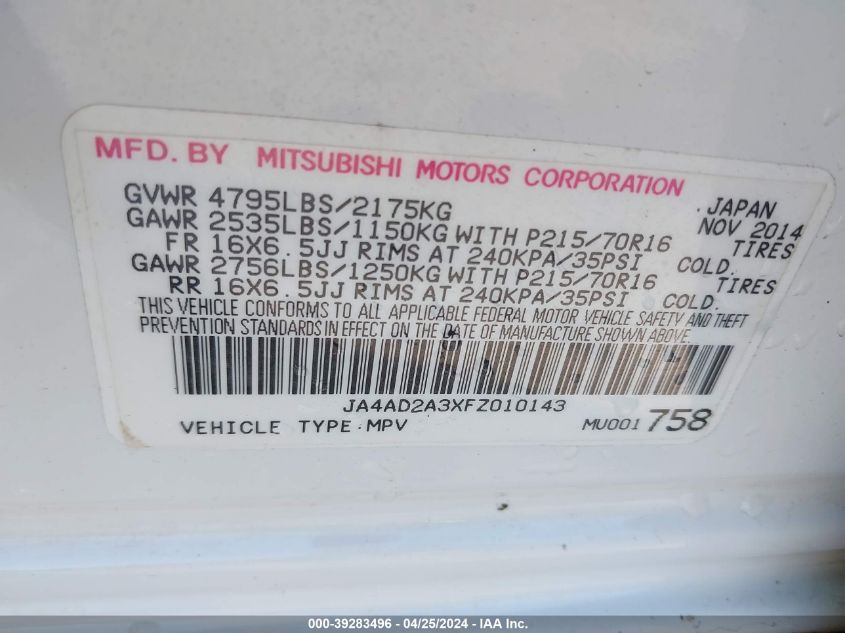 MFD. BY MITSUBISHI MOTORS CORPORATION
GVWR 4795LBS/2175KG JAPAN
GAWR 2535LBS/1150KG WITH P215/70R16 NOV 2014
FR 16X6.5JJ RIMS AT 240KPA/35PSI COLD. TIRES
GAWR 2756LBS/1250KG WITH P215/70R16 TIRES
RR 16X6.5JJ RIMS AT 240KPA/35PSI COLD.
THIS VEHICLE CONFORMS TO ALL APPLICABLE FEDERAL MOTOR VEHICLE SAFETY AND THEFT
PREVENTION STANDARDS IN EFFECT ON THE DATE OF MANUFACTURE SHOWN ABOVE.
JA4AD2A3XFZ010143
VEHICLE TYPE:MPV MU001758
000-39283496 - 04/25/2024 - IAA Inc.